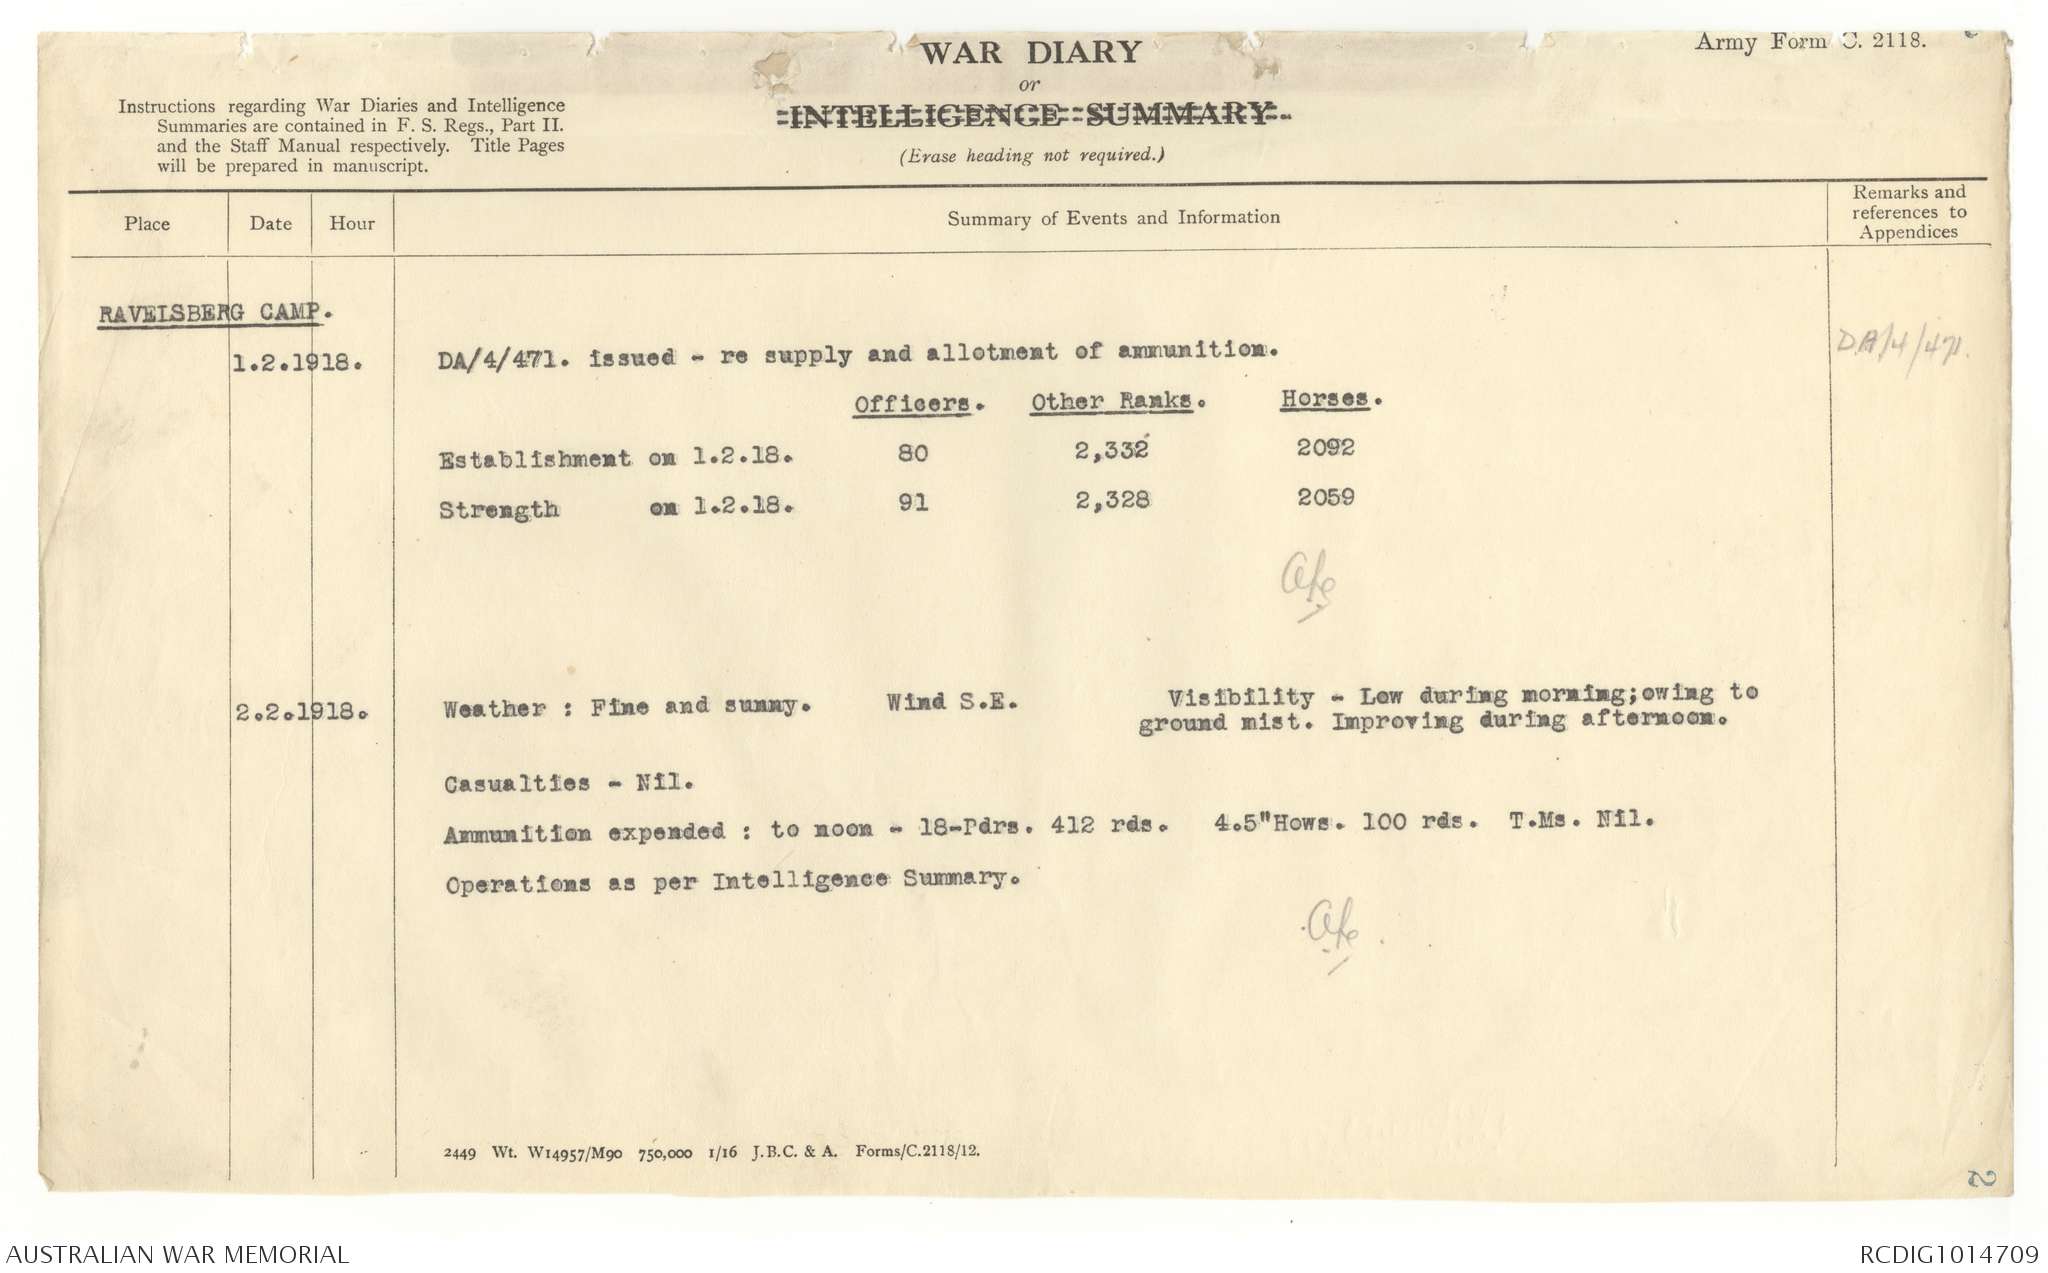 WAR DIARY
Army Form C. 2118.
or
INTELLIGENCE SUMMARY.
(Erase heading not required.)
Instructions regarding War Diaries and Intelligence
Summaries are contained in F. S. Regs., Part II.
and the Staff Manual respectively. Title Pages
will be prepared in manuscript.
Place Date Hour Summary of Events and Information Remarks and
references to
Appendices
RAVEISBERG CAMP.
1.2.1918. DA/4/471. issued - re supply and allotment of ammunition. DA/4/471.
Officers. Other Ranks. Horses.
Establishment on 1.2.18. 80 2,332 2092
Strength on 1.2.18. 91 2,328 2059
2.2.1918. Weather : Fine and sunny. Wind S.E. Visibility - Low during morning;owing to
ground mist. Improving during afternoon.
Casualties - Nil.
Ammunition expended : to noon - 18-Pdrs. 412 rds. 4.5"Hows. 100 rds. T.Ms. Nil.
Operations as per Intelligence Summary.
2449 Wt. W14957/M90 750,000 1/16 J.B.C. & A. Forms/C.2118/12.
2
AUSTRALIAN WAR MEMORIAL
RCDIG1014709